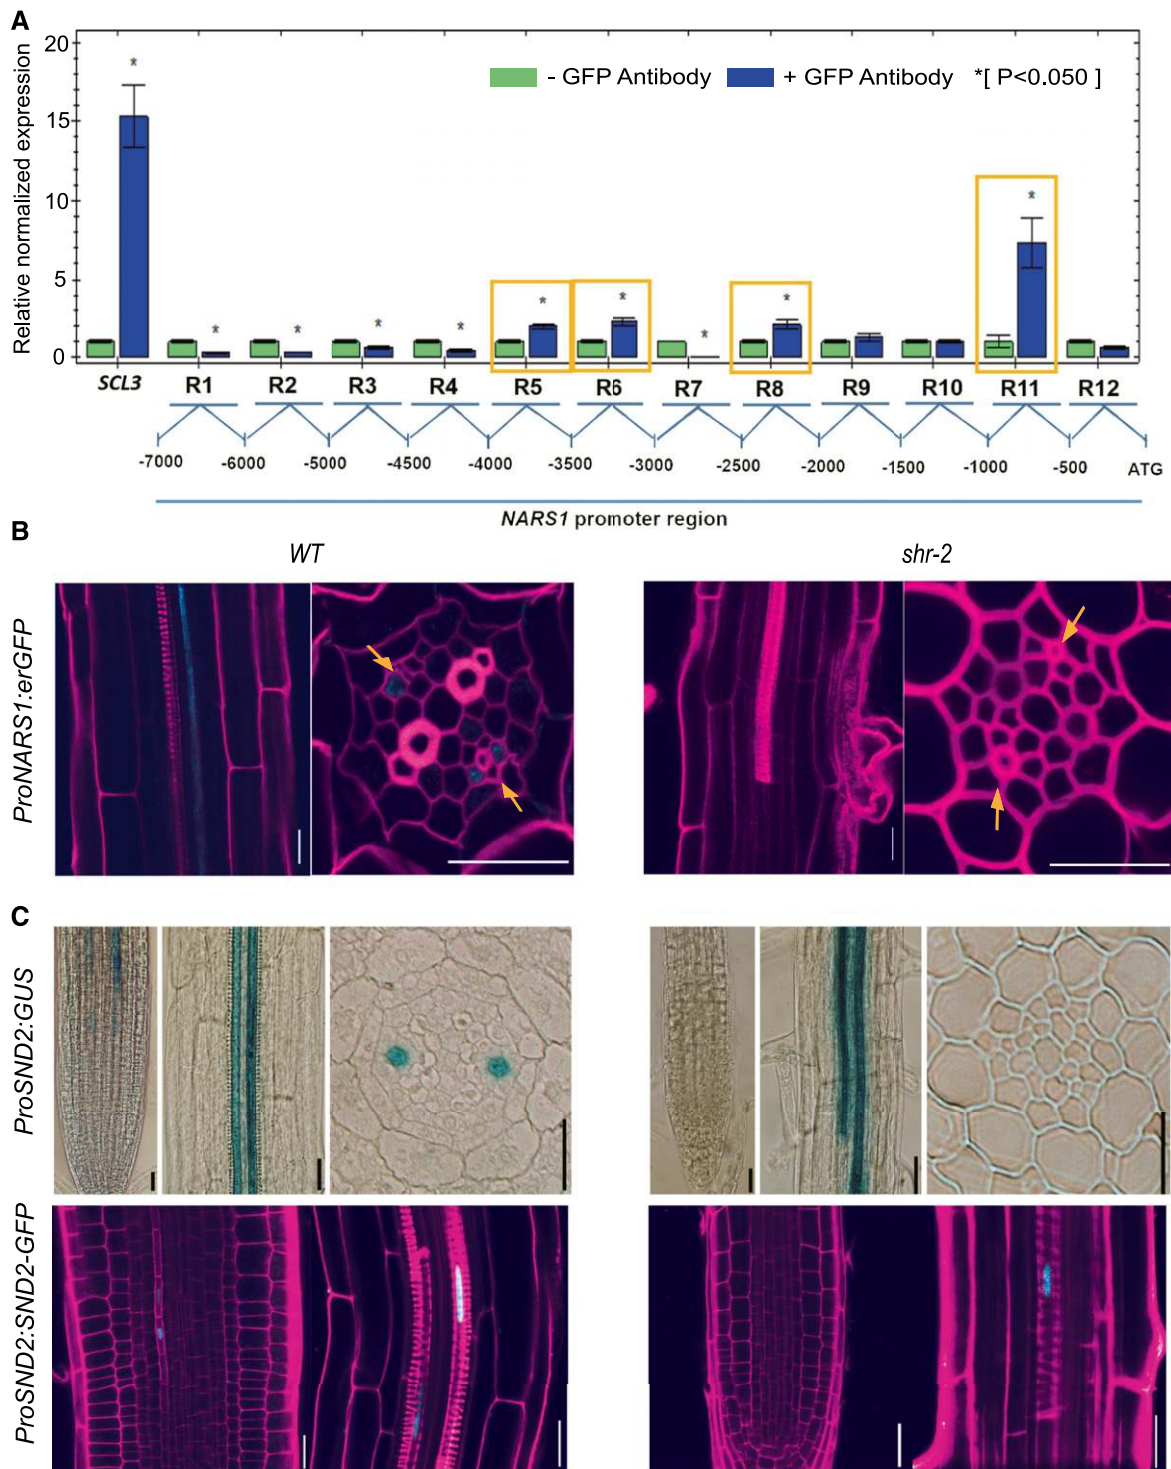 A
Relative normalized expression
20
15
10
5
0
- GFP Antibody + GFP Antibody *[ P<0.050 ]
* * * * * * * * * *
SCL3 R1 R2 R3 R4 R5 R6 R7 R8 R9 R10 R11 R12
-7000 -6000 -5000 -4500 -4000 -3500 -3000 -2500 -2000 -1500 -1000 -500 ATG
NARS1 promoter region
B
WT shr-2
ProNARS1:erGFP
C
ProSND2:GUS
ProSND2:SND2-GFP